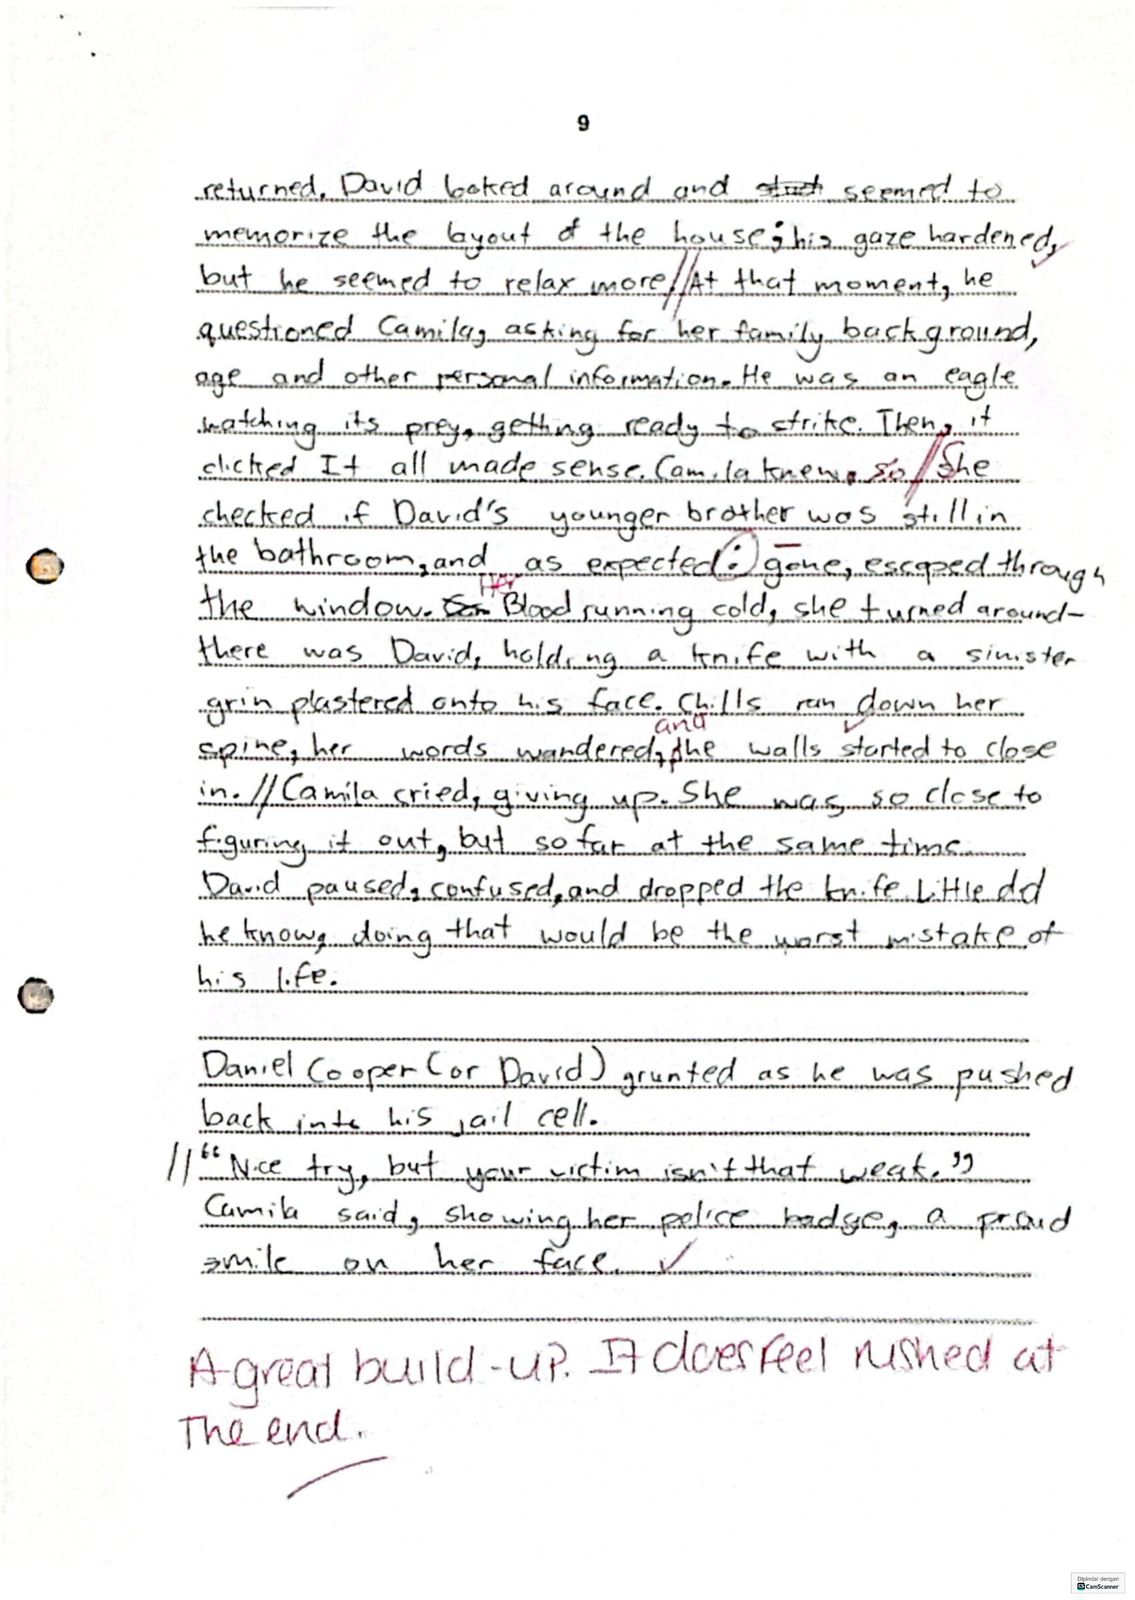 9
returned. David looked around and seemed to
memorize the layout of the house; his gaze hardened,
but he seemed to relax more // At that moment, he
questioned Camila, asking for her family background,
age and other personal information. He was an eagle
watching its prey, getting ready to strike. Then, it
clicked It all made sense. Camila knew. so // She
checked if David's younger brother was still in
the bathroom, and as expected: gone, escaped through
Her
the window. Blood running cold, she turned around-
there was David, holding a knife with a sinister
grin plastered onto his face. Chills ran down her
and
spine, her words wandered, the walls started to close
in. // Camila cried, giving up. She was so close to
figuring it out, but so far at the same time.
David paused, confused, and dropped the knife. Little did
he know, doing that would be the worst mistake of
his life.
Daniel Cooper (or David) grunted as he was pushed
back into his jail cell.
// "Nice try, but your victim isn't that weak."
Camila said, showing her police badge, a proud
smile on her face.
A great build-up. It does feel rushed at
The end.
Dipindai dengan
CS CamScanner